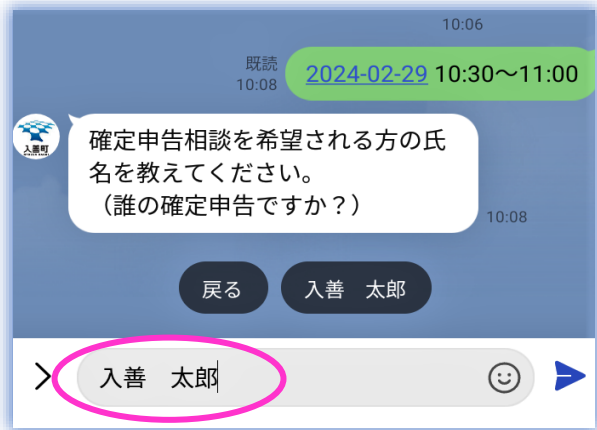 10:06
既読
10:08
2024-02-29 10:30～11:00
入善町
確定申告相談を希望される方の氏
名を教えてください。
（誰の確定申告ですか？）
10:08
戻る
入善　太郎
入善　太郎